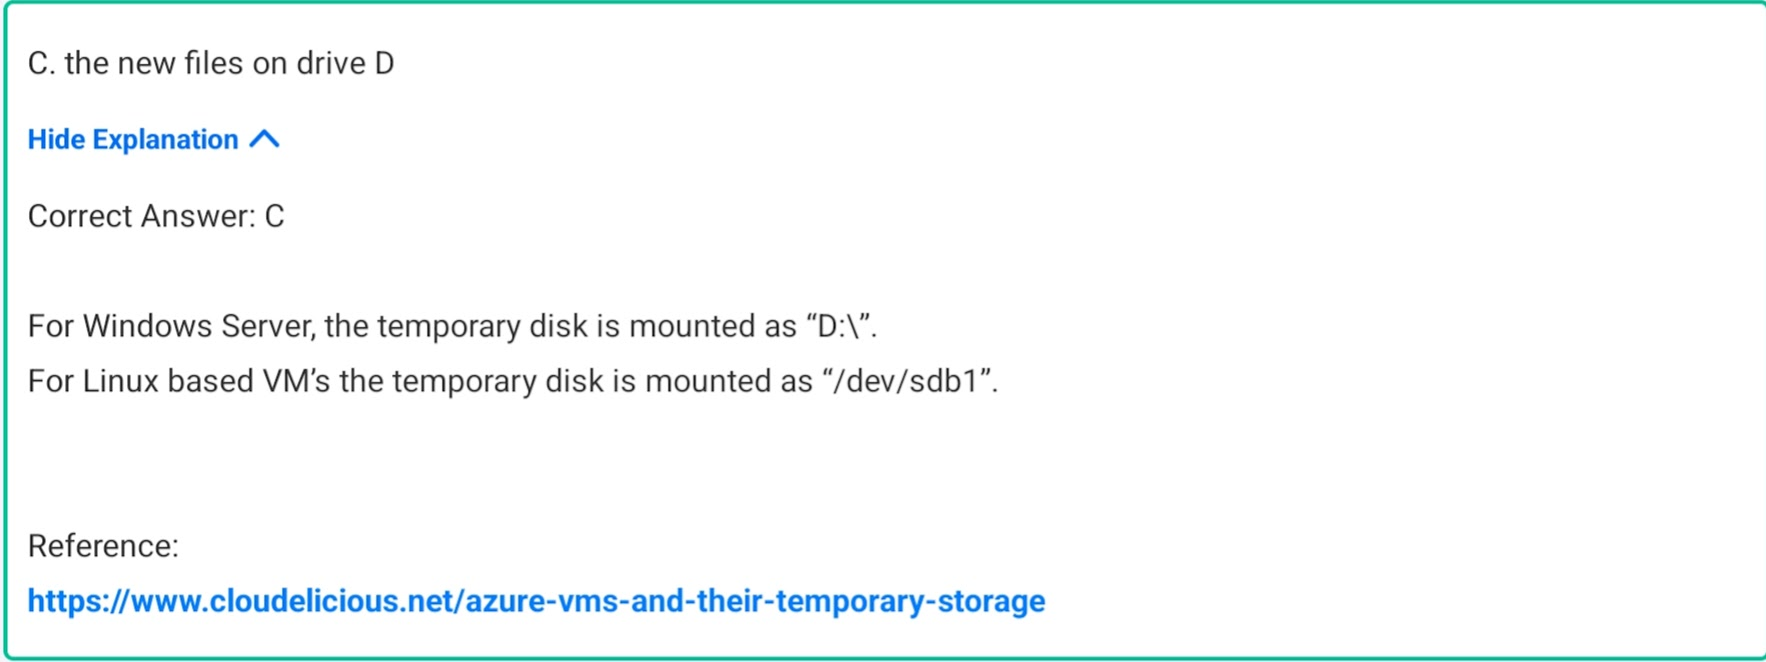 C. the new files on drive D
Hide Explanation
Correct Answer: C
For Windows Server, the temporary disk is mounted as “D:\”.
For Linux based VM’s the temporary disk is mounted as “/dev/sdb1”.
Reference:
https://www.cloudelicious.net/azure-vms-and-their-temporary-storage